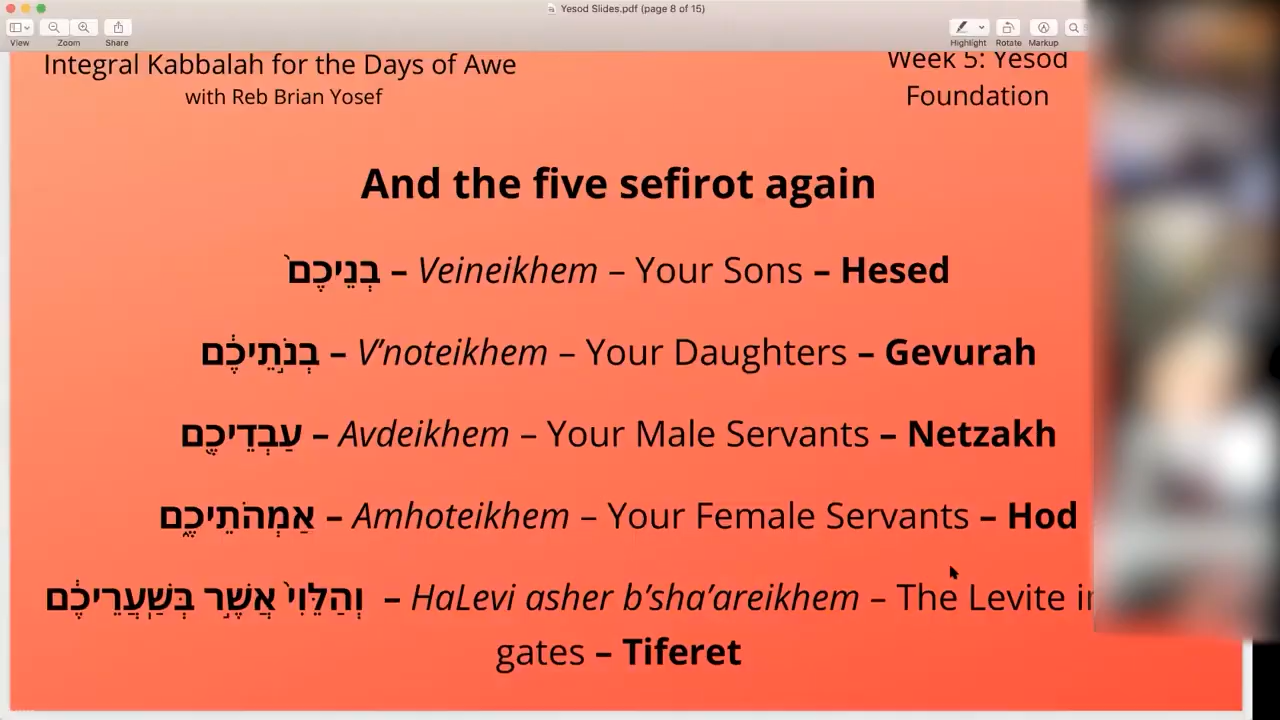 Yesod Slides.pdf (page 8 of 15)
View Zoom Share Highlight Rotate Markup
Integral Kabbalah for the Days of Awe
with Reb Brian Yosef
Week 5: Yesod
Foundation
And the five sefirot again
בְּנֵיכֶם֙ – Veineikhem – Your Sons – Hesed
בְּנֹתֵ֣יכֶ֔ם – V’noteikhem – Your Daughters – Gevurah
עַבְדֵיכֶ֖ם – Avdeikhem – Your Male Servants – Netzakh
אַמְהֹתֵיכֶ֑ם – Amhoteikhem – Your Female Servants – Hod
וְהַלֵּוִי֙ אֲשֶׁ֣ר בְּשַֽׁעֲרֵיכֶ֔ם – HaLevi asher b’sha’areikhem – The Levite
gates – Tiferet